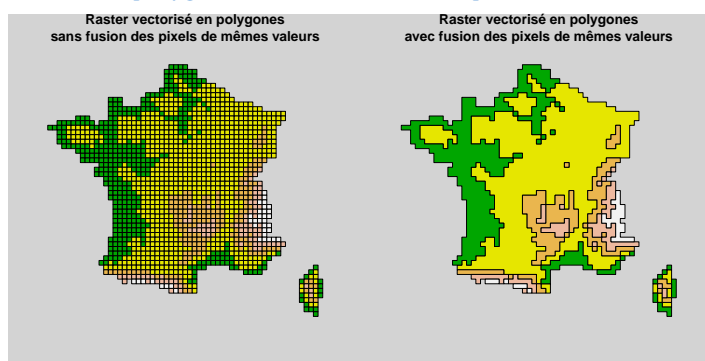 Raster vectorisé en polygones
sans fusion des pixels de mêmes valeurs
Raster vectorisé en polygones
avec fusion des pixels de mêmes valeurs